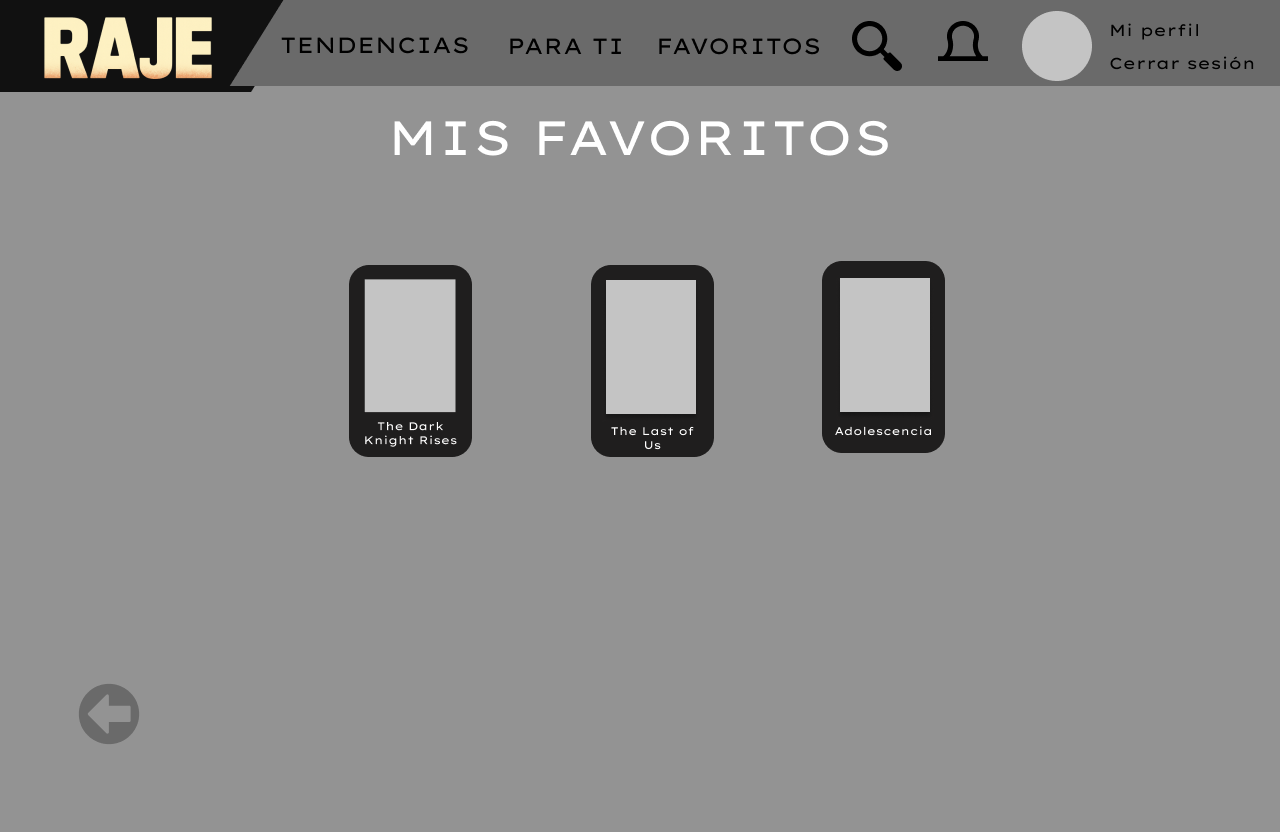 RAJE
TENDENCIAS
PARA TI
FAVORITOS
Mi perfil
Cerrar sesión
MIS FAVORITOS
The Dark
Knight Rises
The Last of
Us
Adolescencia